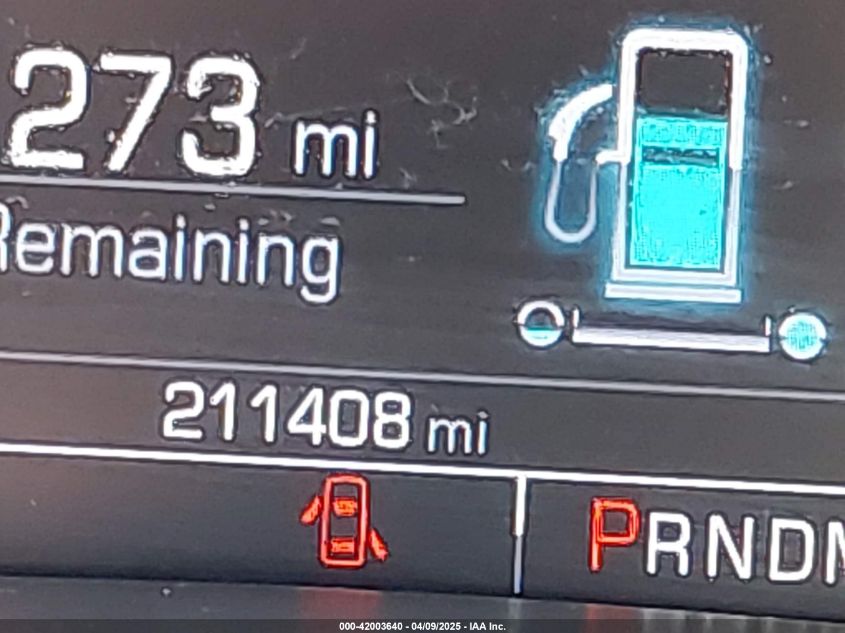 273 mi
Remaining
211408 mi
PRNDM
000-42003640 - 04/09/2025 - IAA Inc.